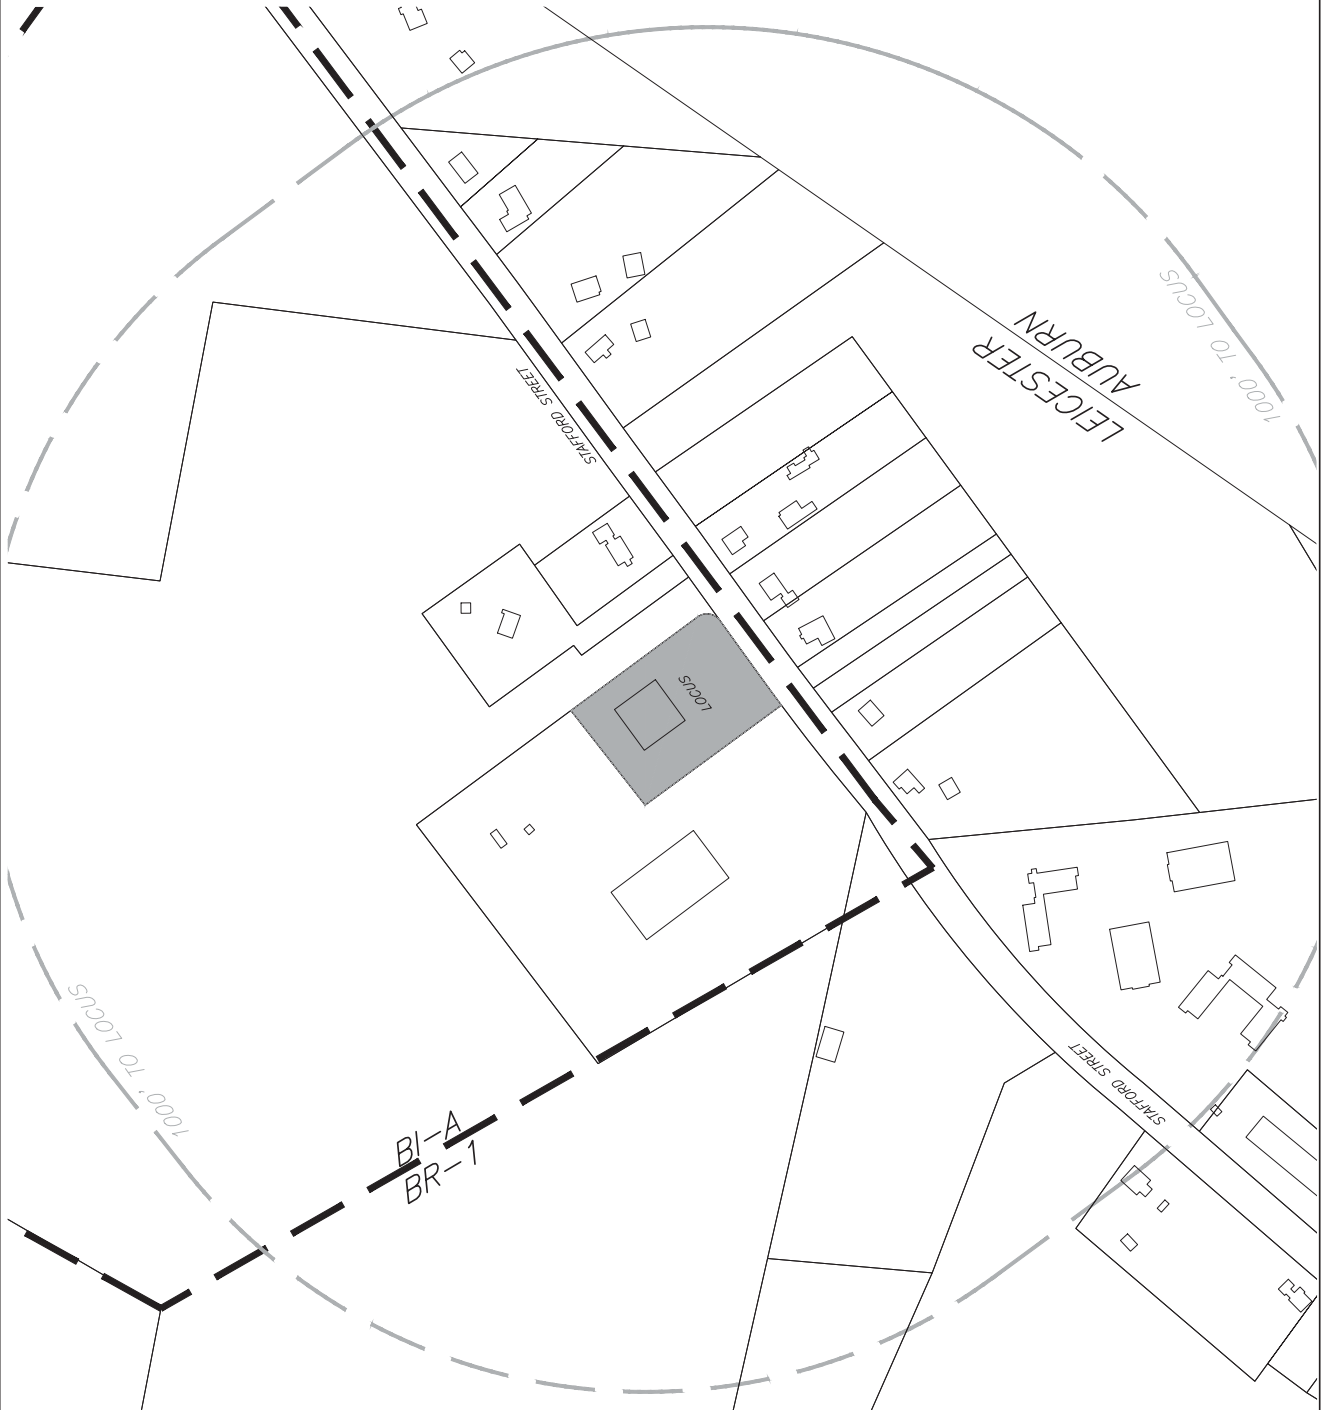 1000' TO LOCUS
LEICESTER
AUBURN
STAFFORD STREET
LOCUS
1000' TO LOCUS
STAFFORD STREET
BI-A
BR-1